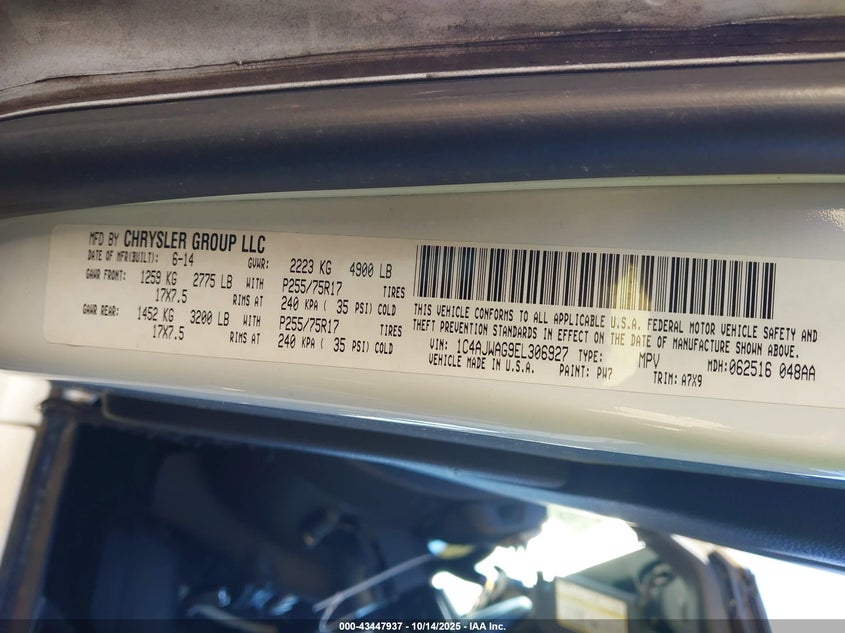 MFD BY CHRYSLER GROUP LLC
DATE OF MFR(BUILT): 6-14 GVWR: 2223 KG 4900 LB
GAWR FRONT: 1259 KG 2775 LB WITH P255/75R17 TIRES
17X7.5 RIMS AT 240 KPA ( 35 PSI) COLD
GAWR REAR: 1452 KG 3200 LB WITH P255/75R17 TIRES
17X7.5 RIMS AT 240 KPA ( 35 PSI) COLD
THIS VEHICLE CONFORMS TO ALL APPLICABLE U.S.A. FEDERAL MOTOR VEHICLE SAFETY AND
THEFT PREVENTION STANDARDS IN EFFECT ON THE DATE OF MANUFACTURE SHOWN ABOVE.
VIN: 1C4AJWAG9EL306927 TYPE: MPV MDH:062516 048AA
VEHICLE MADE IN U.S.A. PAINT: PW7 TRIM: A7X9
000-43447937 - 10/14/2025 - IAA Inc.